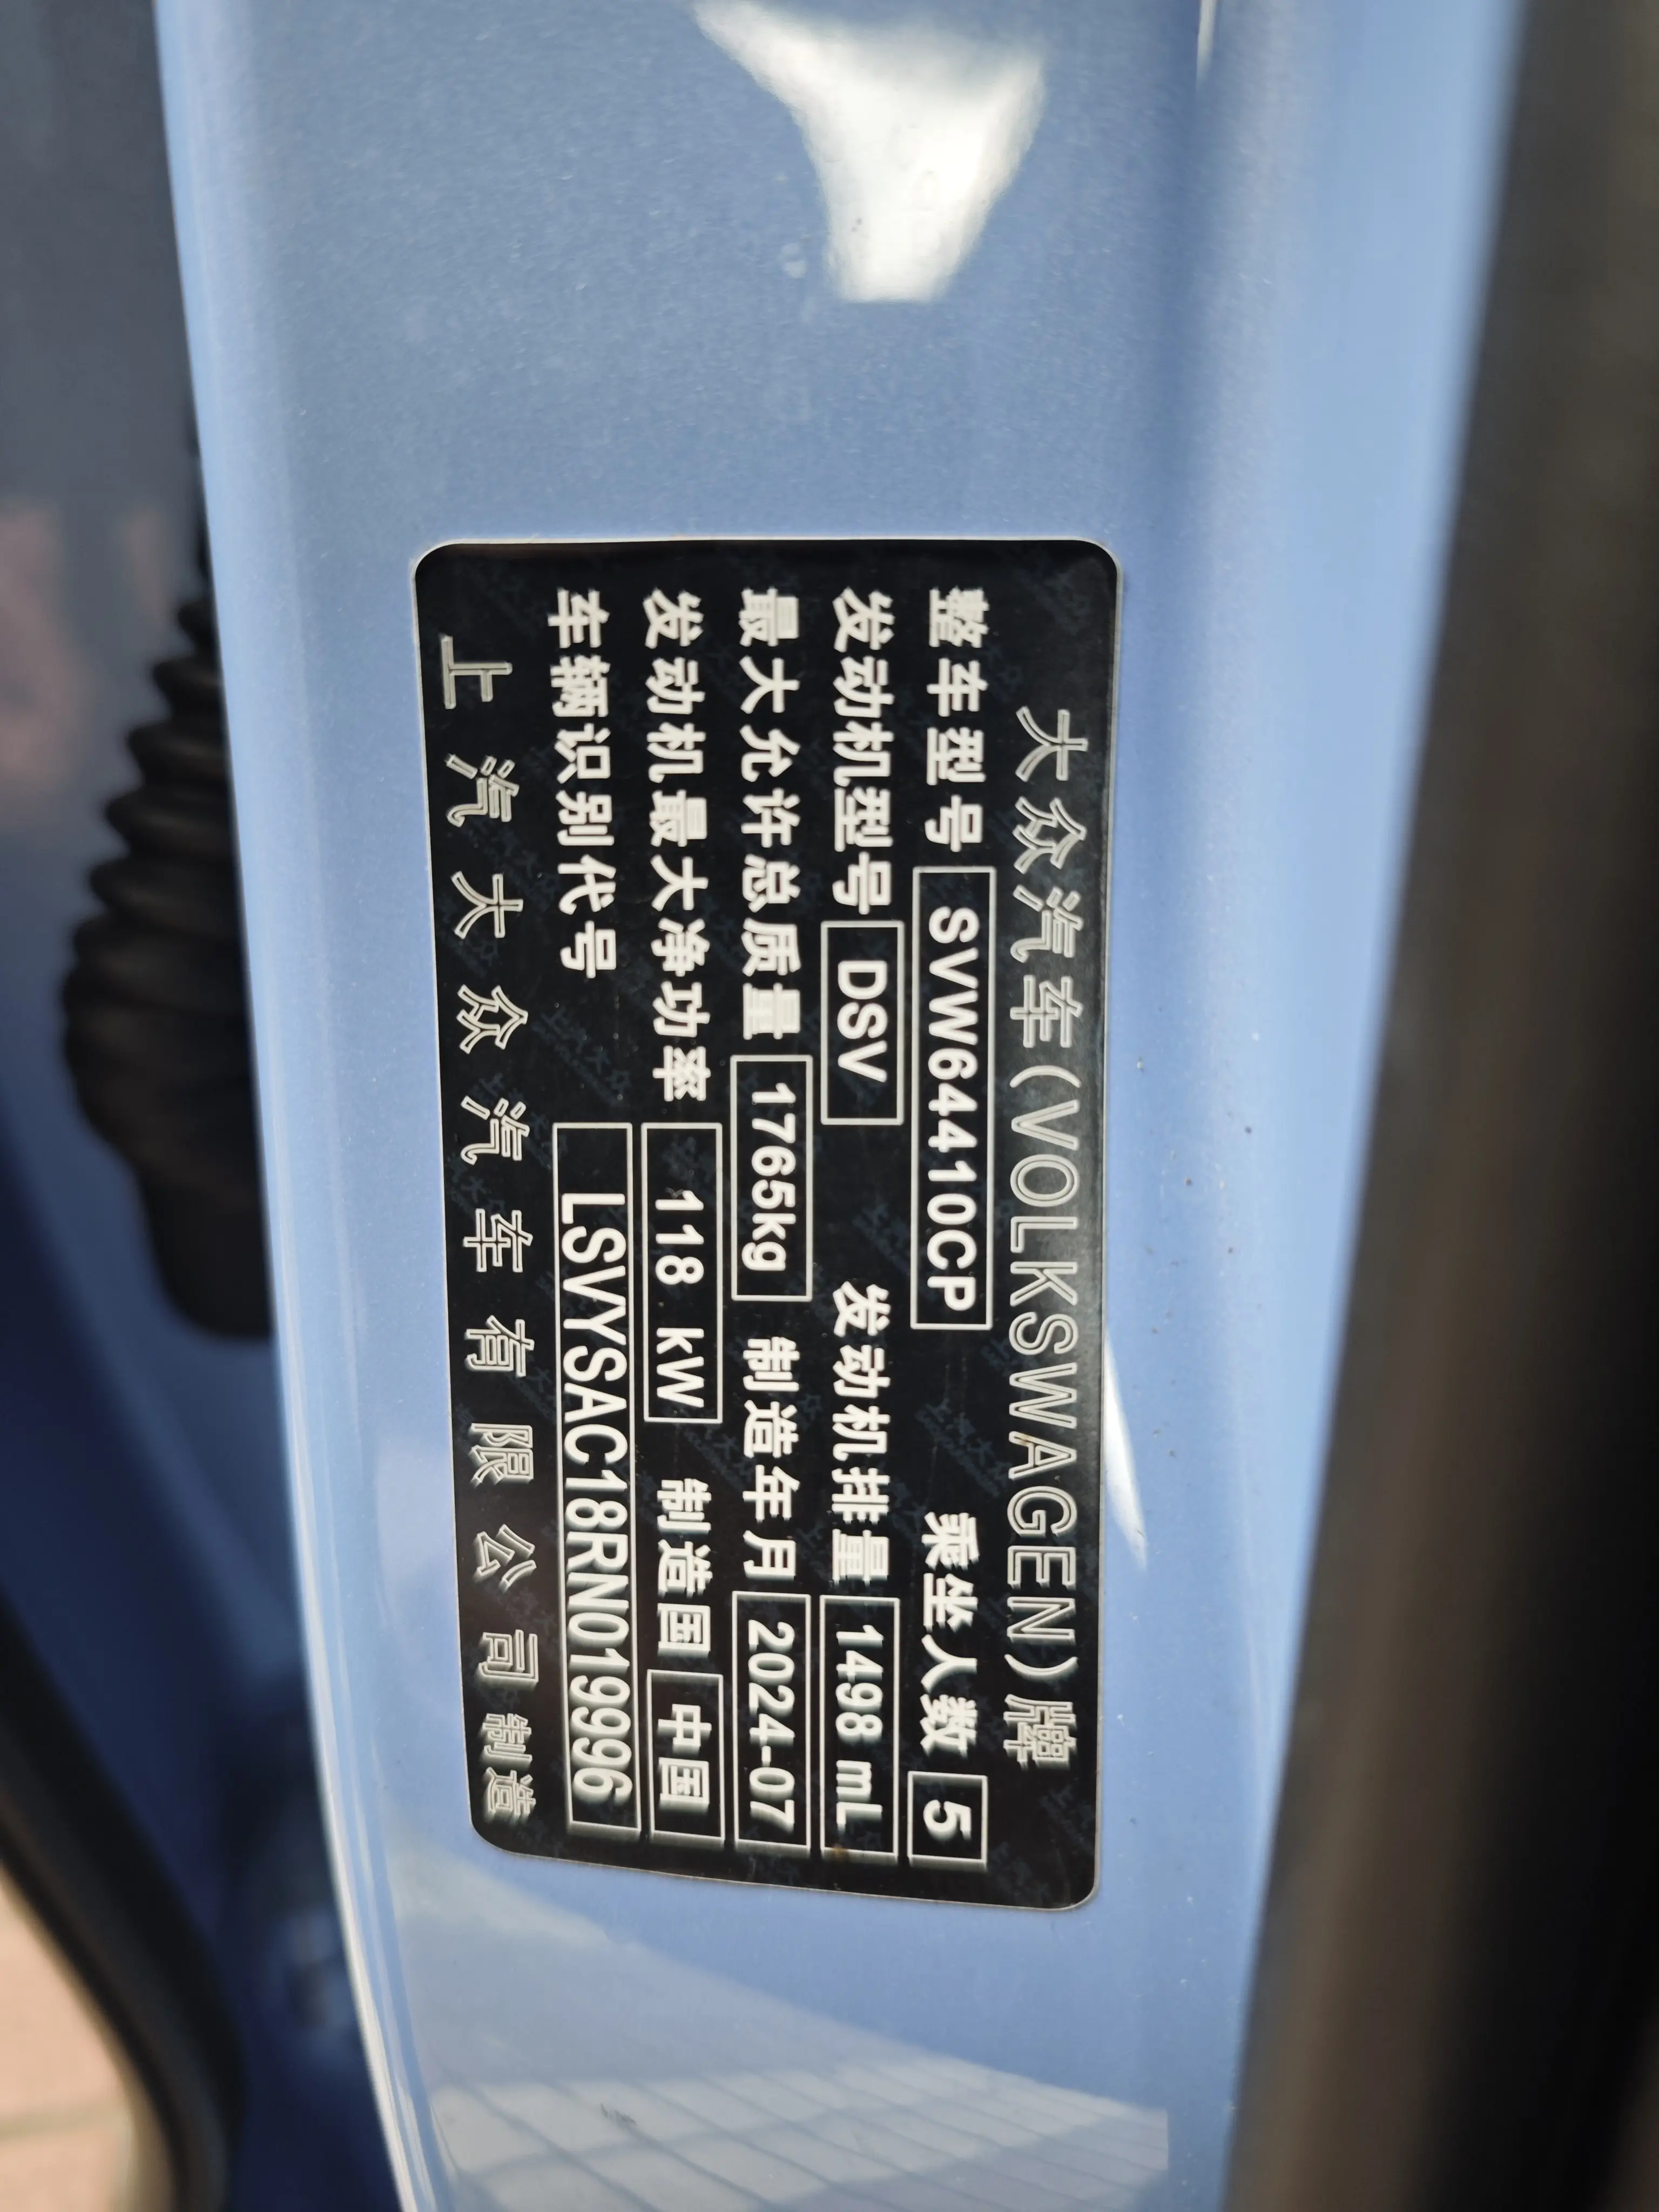 大众汽车(VOLKSWAGEN)牌
整车型号 SVW64410CP 乘坐人数 5
发动机型号 DSV 发动机排量 1498 mL
最大允许总质量 1765kg 制造年月 2024-07
发动机最大净功率 118 kW 制造国 中国
车辆识别代号 LSVYSAC18RN019996
上汽大众汽车有限公司制造